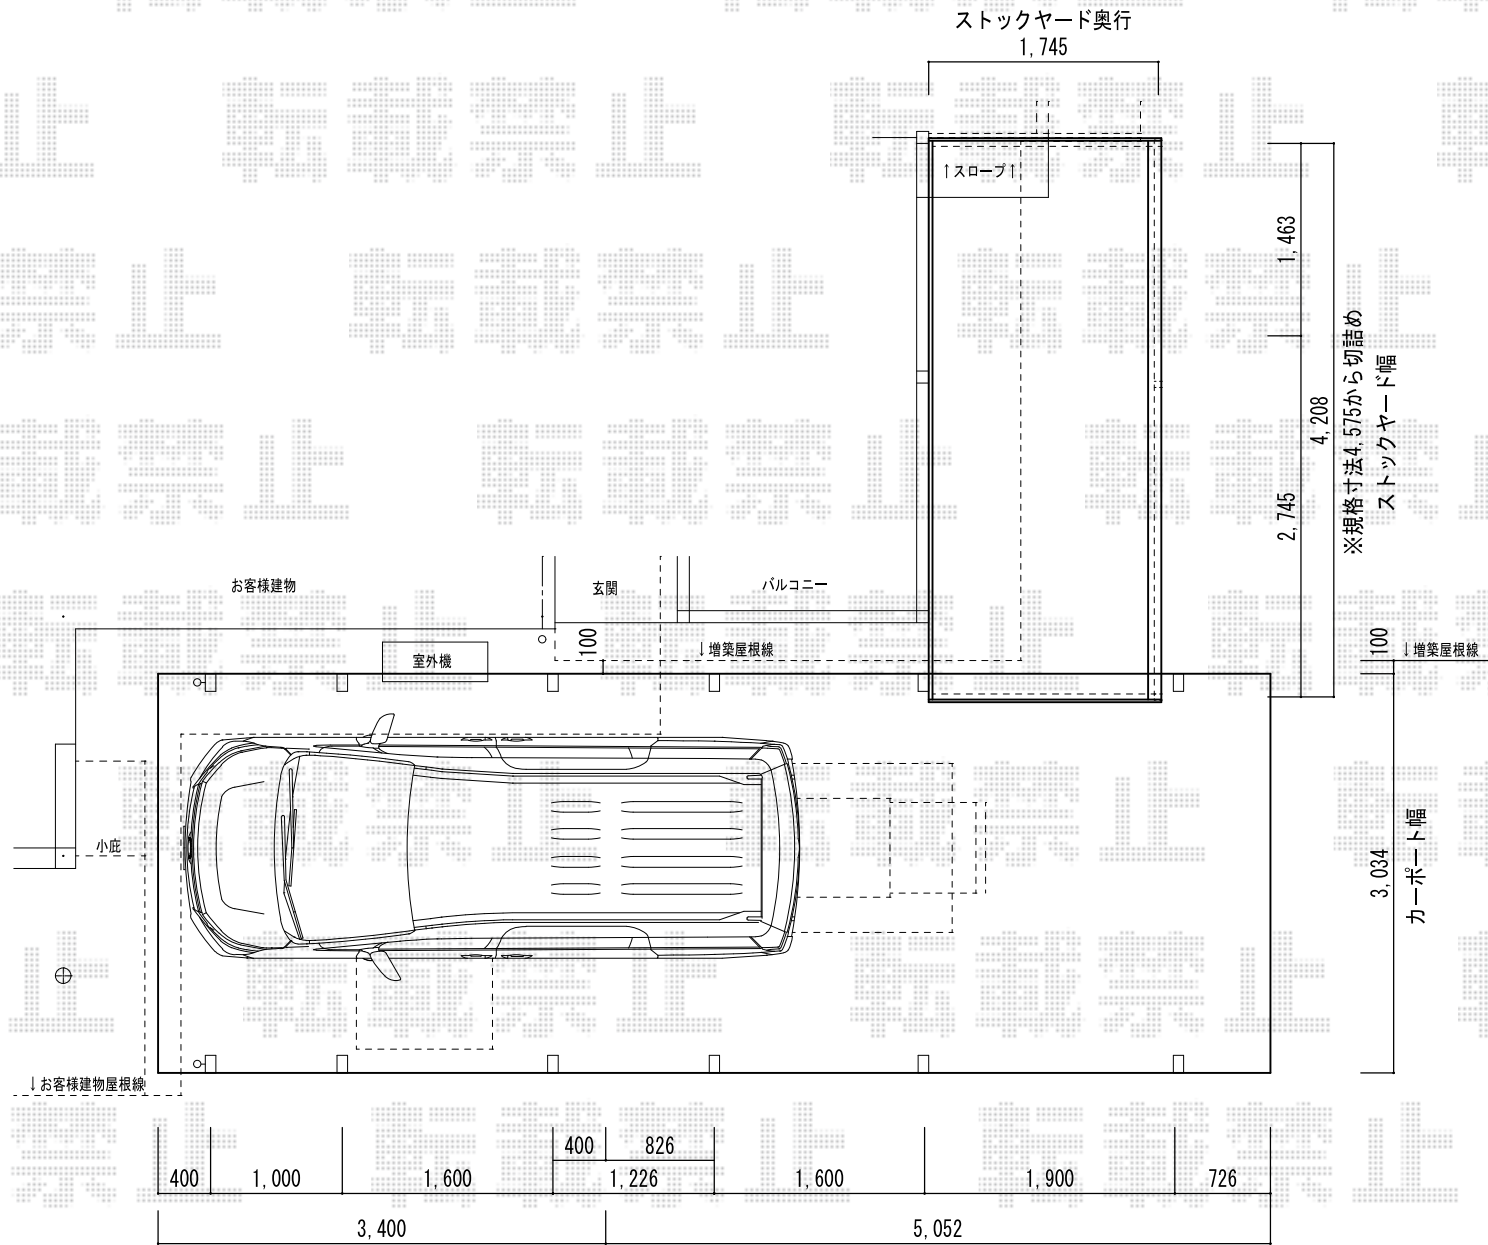 ストックヤード奥行
1,745
↑スロープ↑
1,463
4,208
2,745
※規格寸法4,575から切詰め
ストックヤード幅
お客様建物
玄関
バルコニー
100
↓増築屋根線
室外機
100
↓増築屋根線
小庇
3,034
カーポート幅
↓お客様建物屋根線
400
826
400
1,000
1,600
1,226
1,600
1,900
726
3,400
5,052
転載禁止